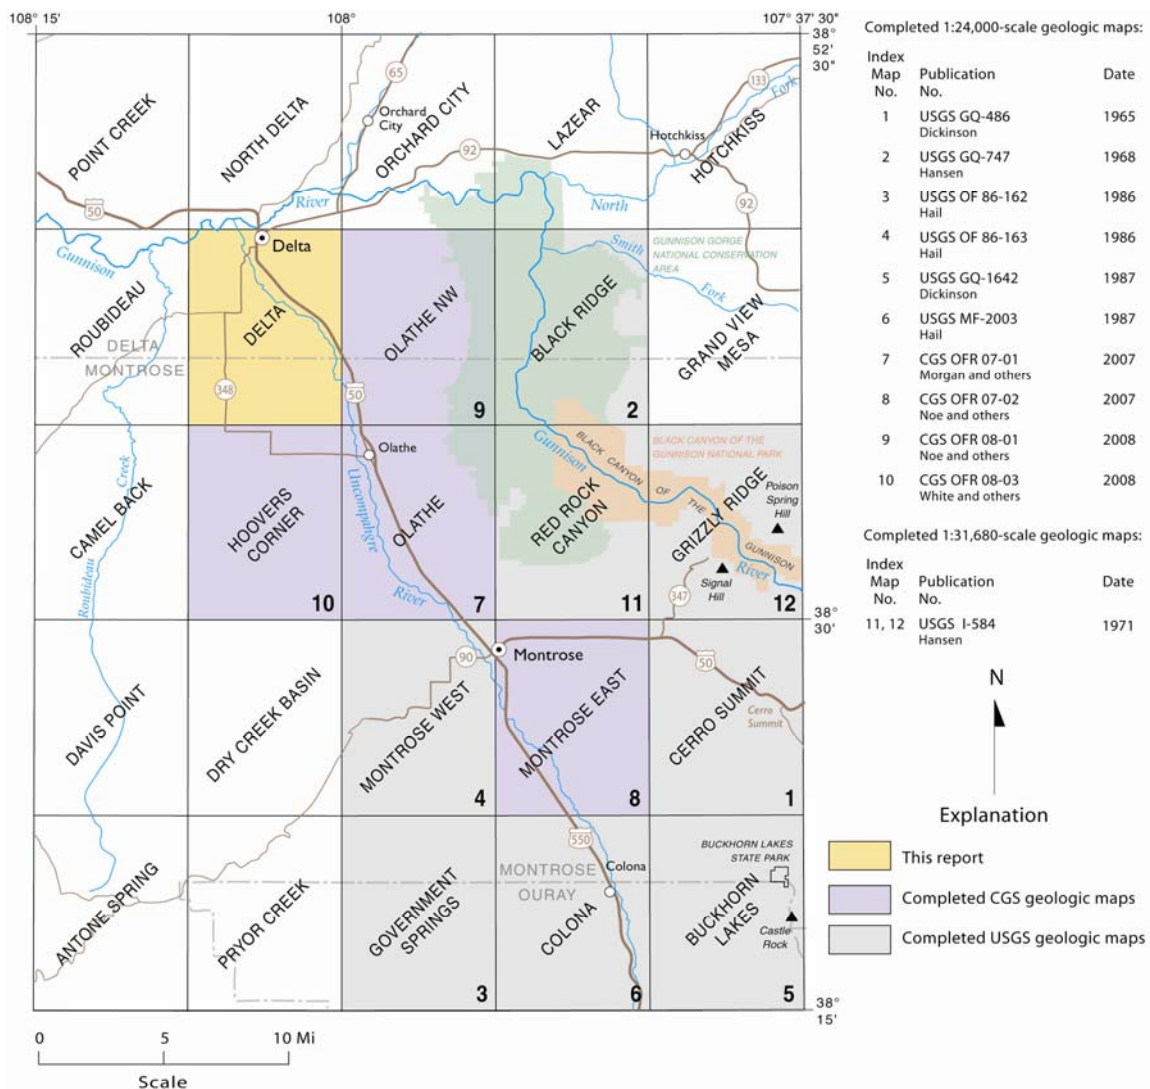 108° 15'
108°
107° 37' 30"
38°
52'
30"
POINT CREEK
NORTH DELTA
ORCHARD CITY
LAZEAR
HOTCHKISS
65
Orchard
City
133
Fork
Hotchkiss
92
92
50
River
North
Gunnison
Delta
Smith
Fork
GUNNISON GORGE
NATIONAL CONSERVATION
AREA
ROUBIDEAU
DELTA
OLATHE NW
BLACK RIDGE
GRAND VIEW
MESA
DELTA
MONTROSE
348
50
9
2
Olathe
Gunnison
BLACK CANYON OF THE GUNNISON
BLACK CANYON OF THE
GUNNISON NATIONAL PARK
Creek
Roubideau
CAMEL BACK
HOOVERS
CORNER
Uncompahgre
River
OLATHE
RED ROCK
CANYON
GRIZZLY RIDGE
Poison
Spring
Hill
Signal
Hill
River
347
10
7
11
12
38°
30'
90
Montrose
50
Cerro
Summit
DAVIS POINT
DRY CREEK BASIN
MONTROSE WEST
MONTROSE EAST
CERRO SUMMIT
4
8
1
550
MONTROSE
OURAY
Colona
BUCKHORN LAKES
STATE PARK
ANTONE SPRING
PRYOR CREEK
GOVERNMENT
SPRINGS
COLONA
BUCKHORN
LAKES
Castle
Rock
3
6
5
38°
15'
0 5 10 Mi
Scale
Completed 1:24,000-scale geologic maps:
Index
Map Publication Date
No. No.
1 USGS GQ-486 1965
Dickinson
2 USGS GQ-747 1968
Hansen
3 USGS OF 86-162 1986
Hail
4 USGS OF 86-163 1986
Hail
5 USGS GQ-1642 1987
Dickinson
6 USGS MF-2003 1987
Hail
7 CGS OFR 07-01 2007
Morgan and others
8 CGS OFR 07-02 2007
Noe and others
9 CGS OFR 08-01 2008
Noe and others
10 CGS OFR 08-03 2008
White and others
Completed 1:31,680-scale geologic maps:
Index
Map Publication Date
No. No.
11, 12 USGS I-584 1971
Hansen
N
Explanation
This report
Completed CGS geologic maps
Completed USGS geologic maps